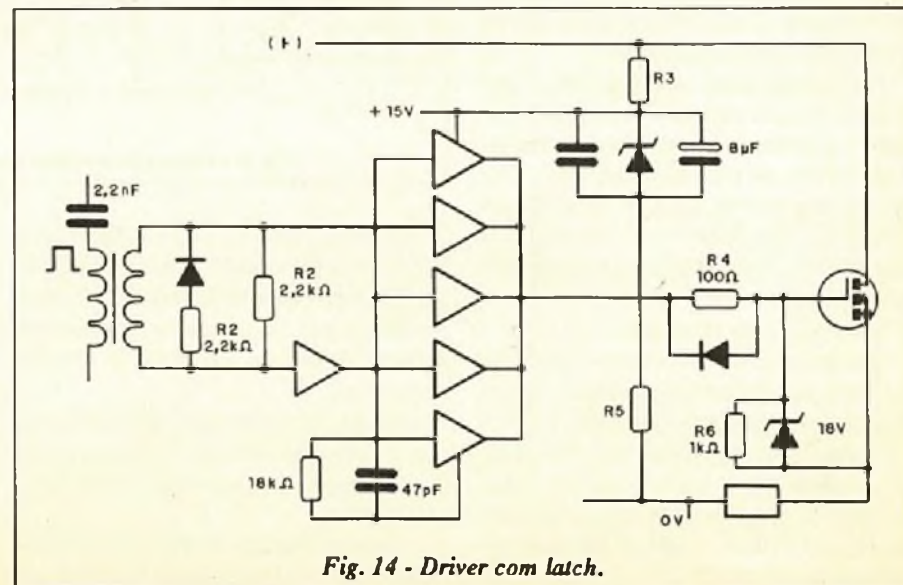 (+)
R3
+ 15V
8µF
2,2nF
R2
2,2kΩ
R2
2,2kΩ
R4
100Ω
R5
R6
1kΩ
18V
18kΩ
47pF
0V
Fig. 14 - Driver com latch.